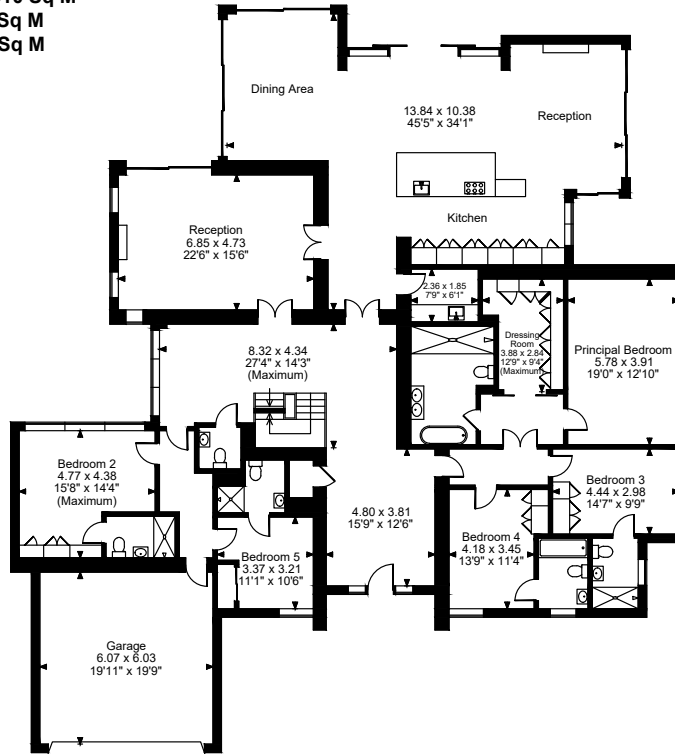 Sq M
Sq M
Dining Area
13.84 x 10.38
45'5" x 34'1"
Reception
Kitchen
Reception
6.85 x 4.73
22'6" x 15'6"
2.36 x 1.85
7'9" x 6'1"
Dressing
Room
3.88 x 2.84
12'9" x 9'4"
(Maximum)
Principal Bedroom
5.78 x 3.91
19'0" x 12'10"
8.32 x 4.34
27'4" x 14'3"
(Maximum)
Bedroom 2
4.77 x 4.38
15'8" x 14'4"
(Maximum)
Bedroom 3
4.44 x 2.98
14'7" x 9'9"
4.80 x 3.81
15'9" x 12'6"
Bedroom 4
4.18 x 3.45
13'9" x 11'4"
Bedroom 5
3.37 x 3.21
11'1" x 10'6"
Garage
6.07 x 6.03
19'11" x 19'9"